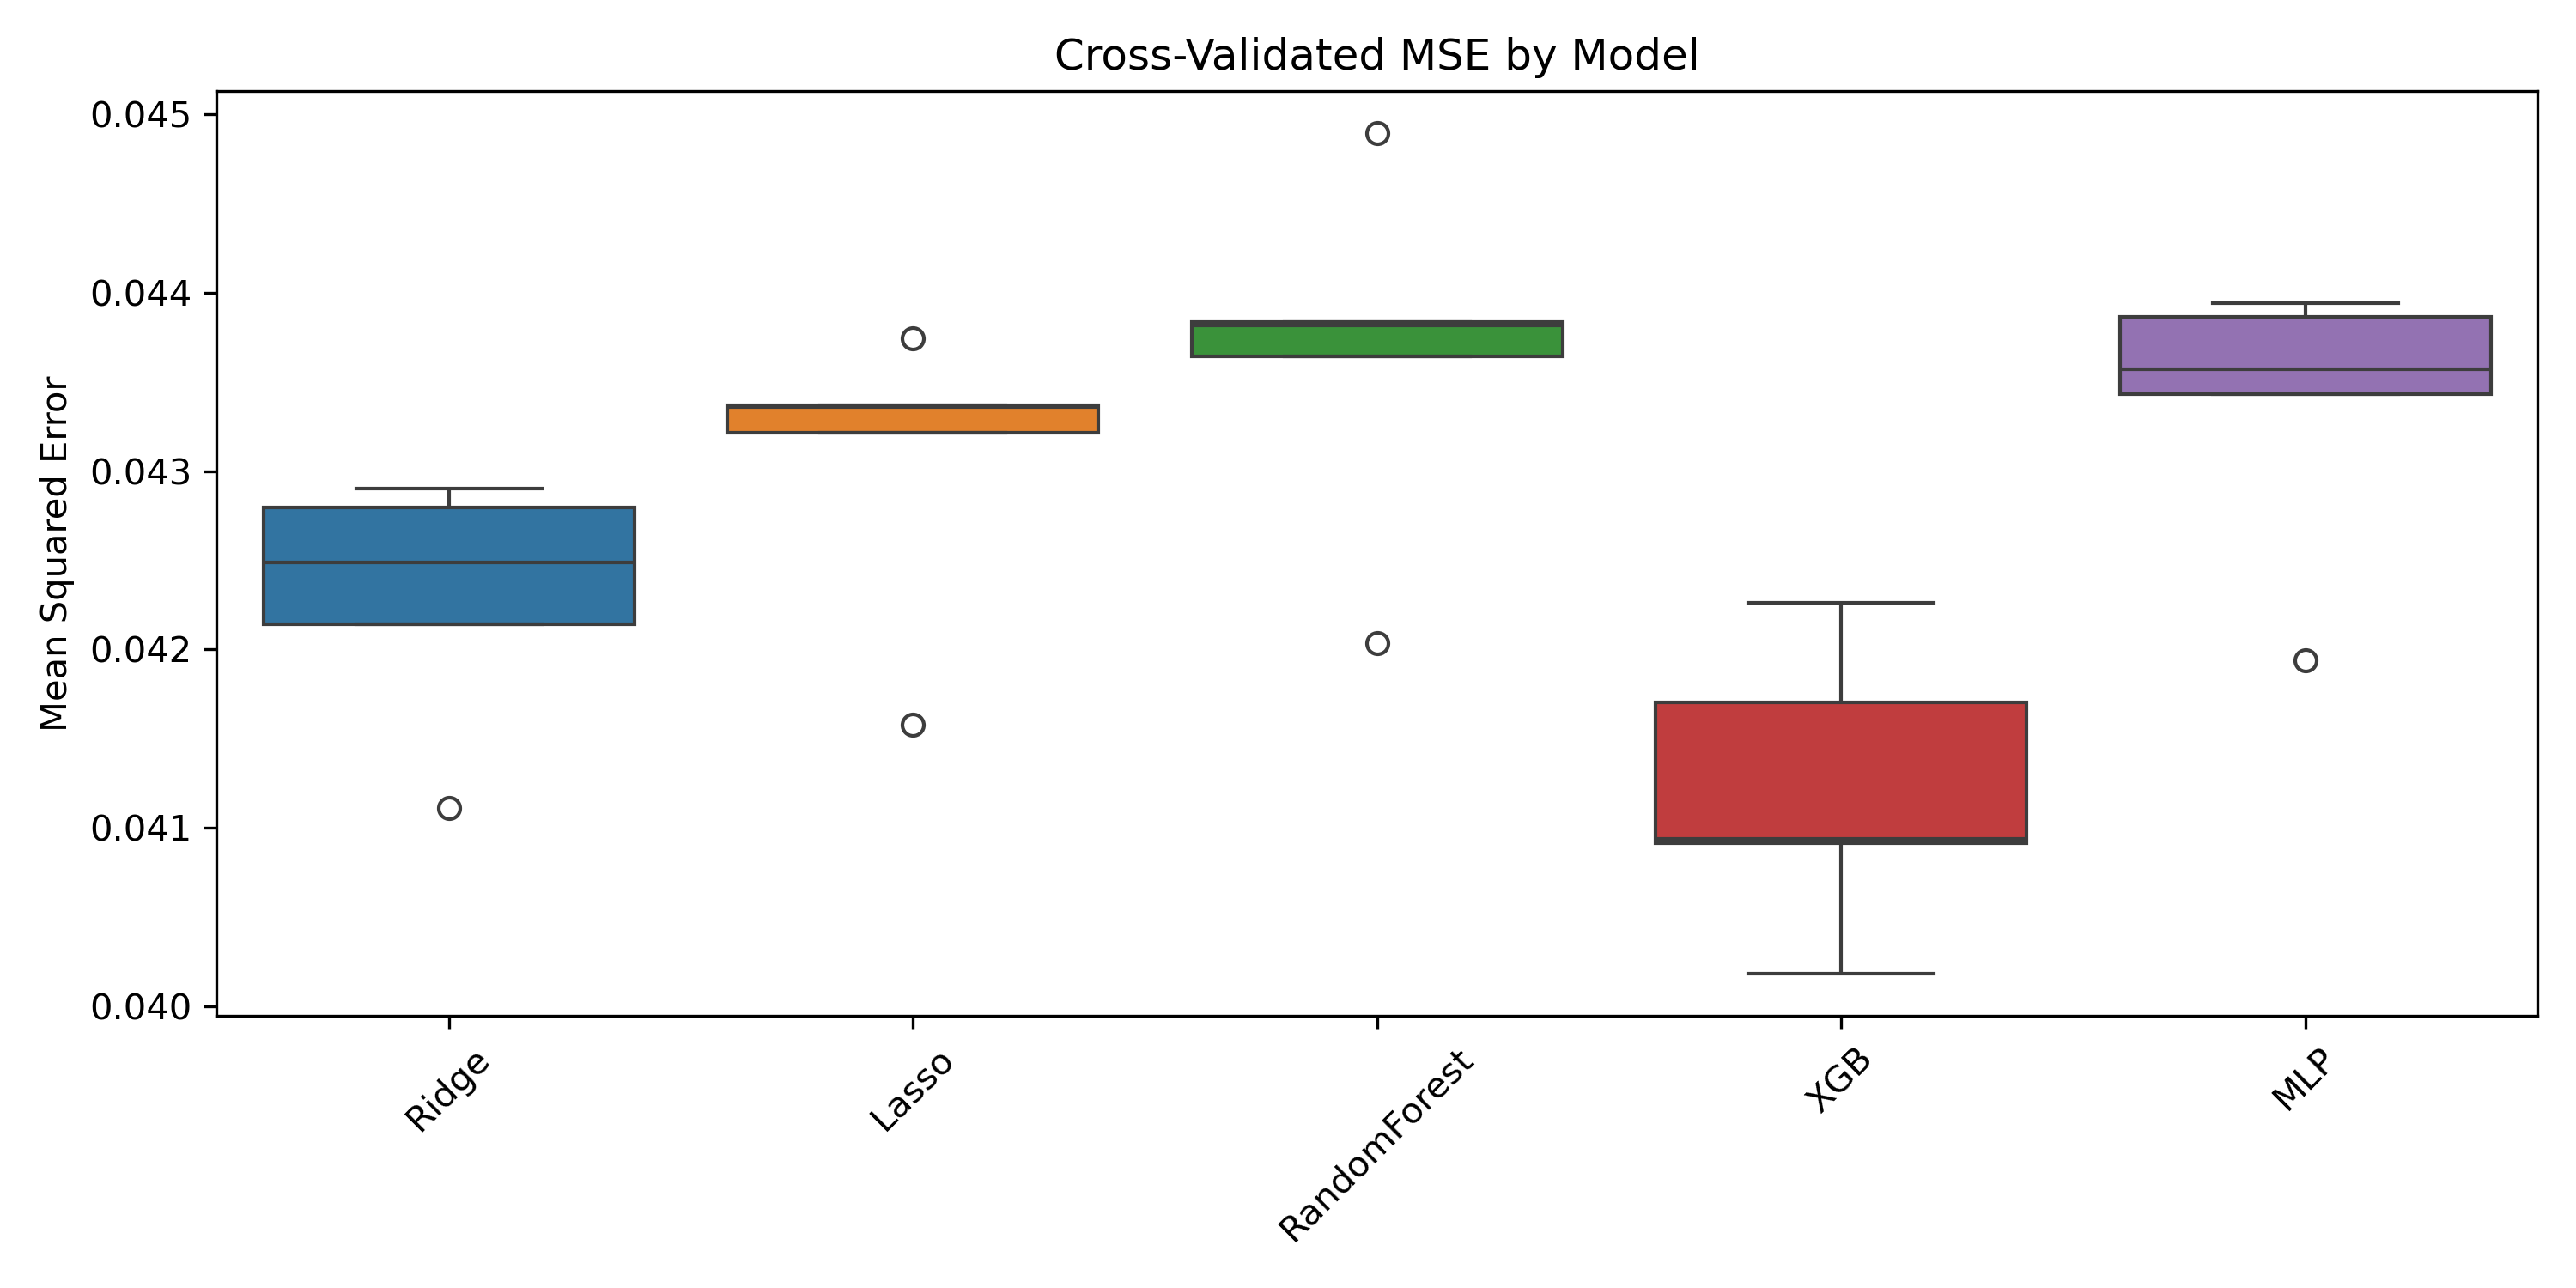 Cross-Validated MSE by Model
Mean Squared Error
0.045
0.044
0.043
0.042
0.041
0.040
Ridge
Lasso
RandomForest
XGB
MLP